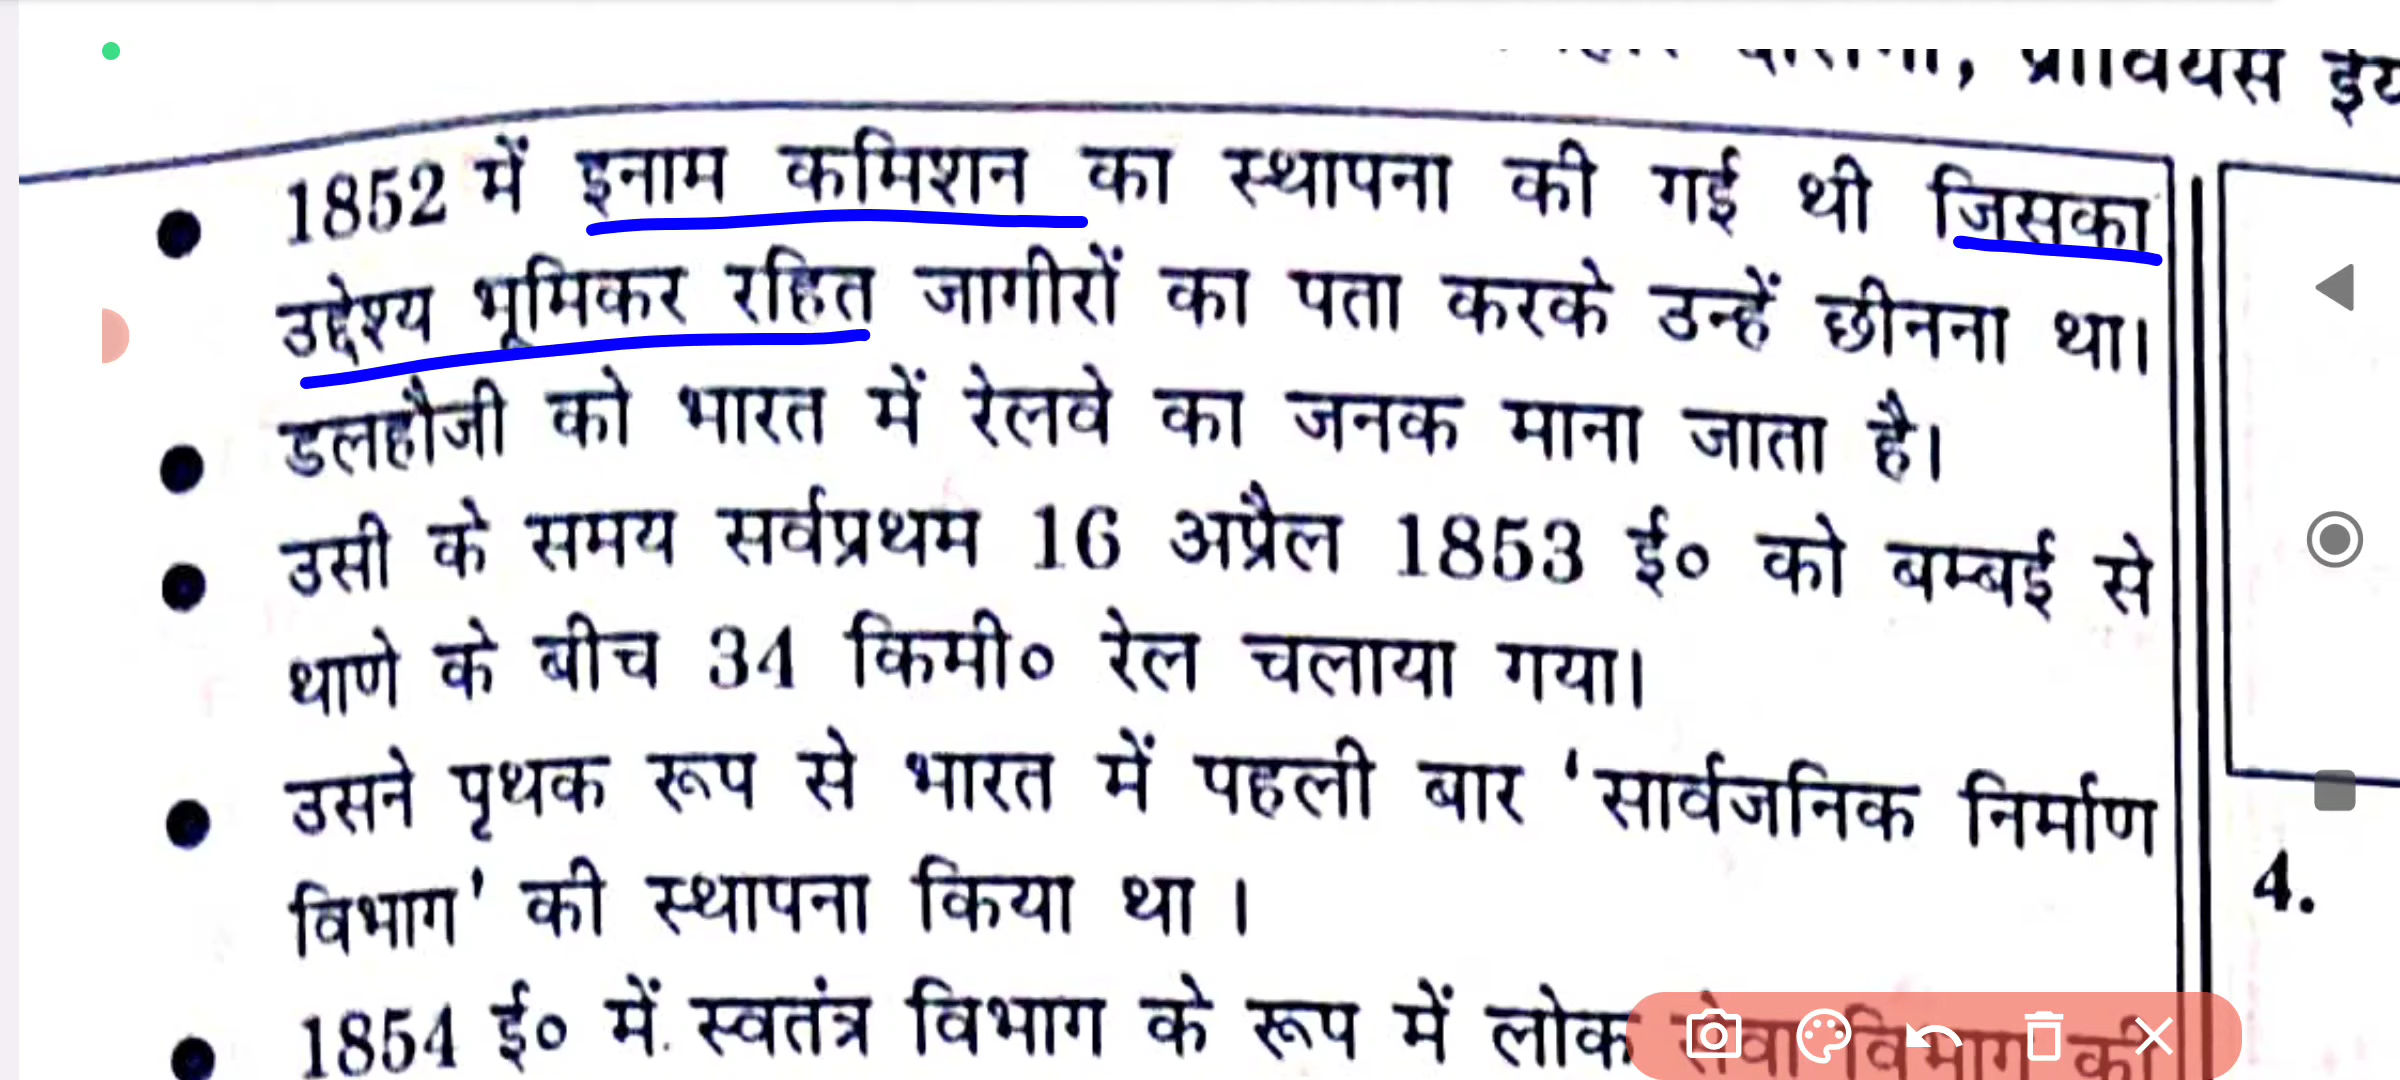 1852 में इनाम कमिशन का स्थापना की गई थी जिसका
उद्देश्य भूमिकर रहित जागीरों का पता करके उन्हें छीनना था।
डलहौजी को भारत में रेलवे का जनक माना जाता है।
उसी के समय सर्वप्रथम 16 अप्रैल 1853 ई० को बम्बई से
थाणे के बीच 34 किमी० रेल चलाया गया।
उसने पृथक रूप से भारत में पहली बार 'सार्वजनिक निर्माण
विभाग' की स्थापना किया था ।
1854 ई० में स्वतंत्र विभाग के रूप में लोक सेवा विभाग की
4.